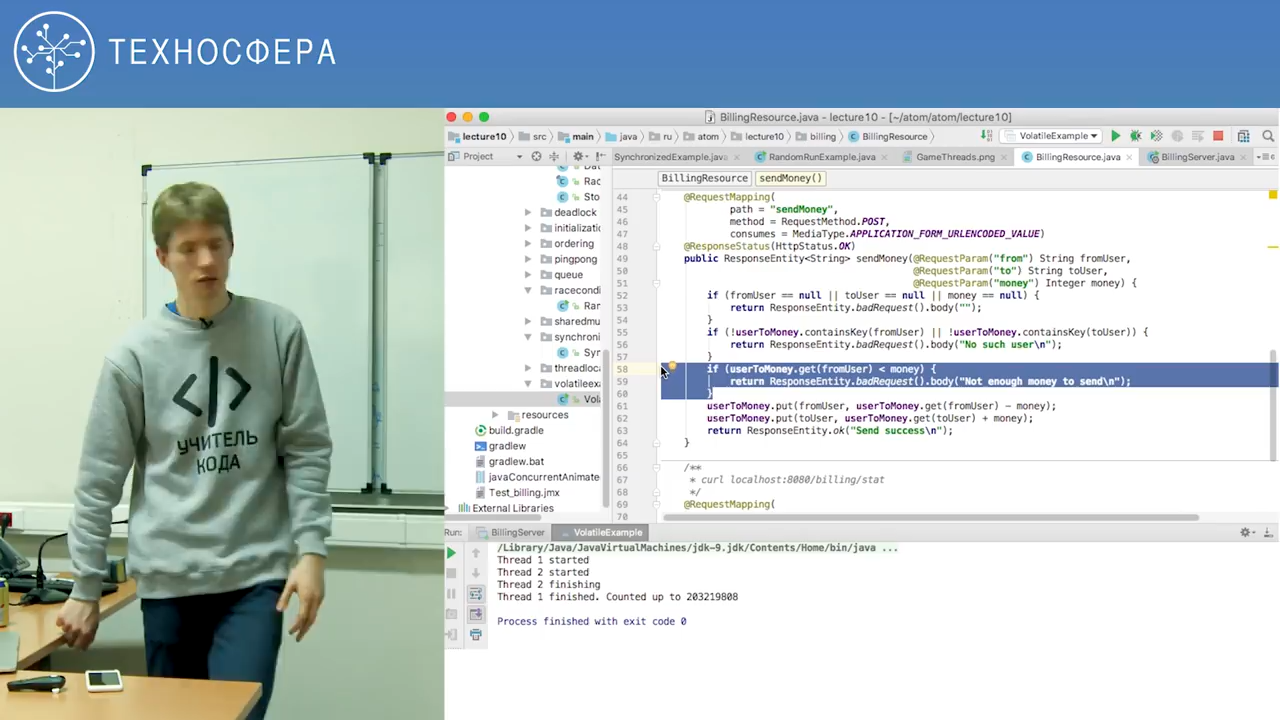 ТЕХНОСФЕРА
</>
УЧИТЕЛЬ
КОДА
BillingResource.java - lecture10 - [~/atom/atom/lecture10]
lecture10 src main java ru atom lecture10 billing BillingResource VolatileExample
Project
SynchronizedExample.java RandomRunExample.java GameThreads.png BillingResource.java BillingServer.java
BillingResource sendMoney()
Rac
Sto
deadlock
initialization
ordering
pingpong
queue
racecond
Ran
sharedmu
synchroni
Syn
threadloca
volatileex
Vola
resources
build.gradle
gradlew
gradlew.bat
javaConcurrentAnimate
Test_billing.jmx
External Libraries
44 @RequestMapping(
45 path = "sendMoney",
46 method = RequestMethod.POST,
47 consumes = MediaType.APPLICATION_FORM_URLENCODED_VALUE)
48 @ResponseStatus(HttpStatus.OK)
49 public ResponseEntity<String> sendMoney(@RequestParam("from") String fromUser,
50 @RequestParam("to") String toUser,
51 @RequestParam("money") Integer money) {
52 if (fromUser == null || toUser == null || money == null) {
53 return ResponseEntity.badRequest().body("");
54 }
55 if (!userToMoney.containsKey(fromUser) || !userToMoney.containsKey(toUser)) {
56 return ResponseEntity.badRequest().body("No such user\n");
57 }
58 if (userToMoney.get(fromUser) < money) {
59 return ResponseEntity.badRequest().body("Not enough money to send\n");
60 }
61 userToMoney.put(fromUser, userToMoney.get(fromUser) - money);
62 userToMoney.put(toUser, userToMoney.get(toUser) + money);
63 return ResponseEntity.ok("Send success\n");
64 }
65
66 /**
67 * curl localhost:8080/billing/stat
68 */
69 @RequestMapping(
70
Run: BillingServer VolatileExample
/Library/Java/JavaVirtualMachines/jdk-9.jdk/Contents/Home/bin/java ...
Thread 1 started
Thread 2 started
Thread 2 finishing
Thread 1 finished. Counted up to 203219808
Process finished with exit code 0